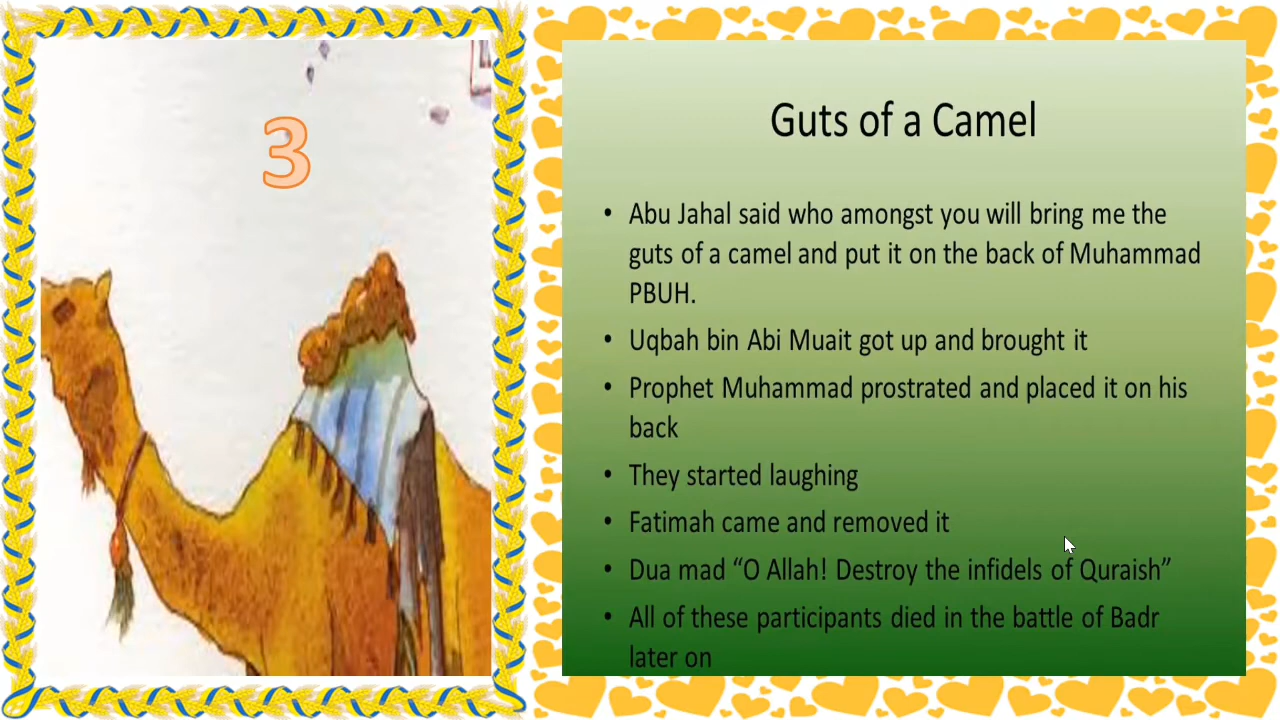 3
Guts of a Camel
• Abu Jahal said who amongst you will bring me the
guts of a camel and put it on the back of Muhammad
PBUH.
• Uqbah bin Abi Muait got up and brought it
• Prophet Muhammad prostrated and placed it on his
back
• They started laughing
• Fatimah came and removed it
• Dua mad “O Allah! Destroy the infidels of Quraish”
• All of these participants died in the battle of Badr
later on